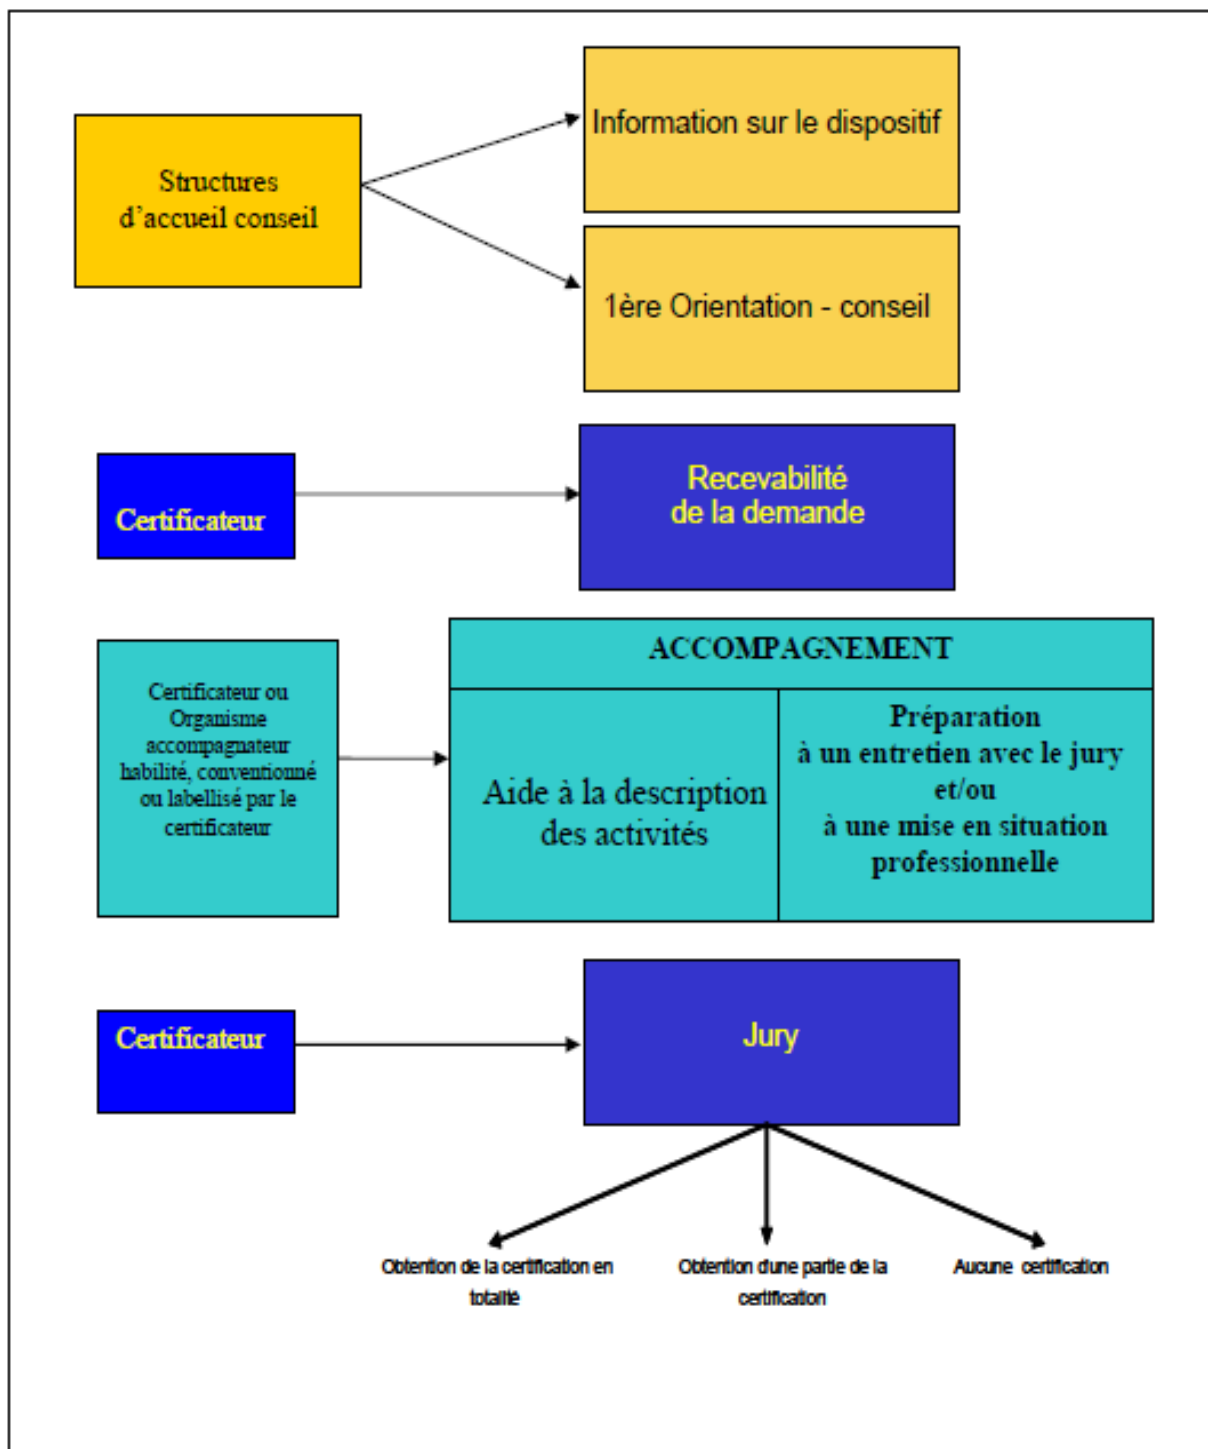 Structures
d’accueil conseil
Information sur le dispositif
1ère Orientation - conseil
Certificateur
Recevabilité
de la demande
Certificateur ou
Organisme
accompagnateur
habilité, conventionné
ou labellisé par le
certificateur
ACCOMPAGNEMENT
Aide à la description
des activités
Préparation
à un entretien avec le jury
et/ou
à une mise en situation
professionnelle
Certificateur
Jury
Obtention de la certification en
totalité
Obtention d'une partie de la
certification
Aucune certification